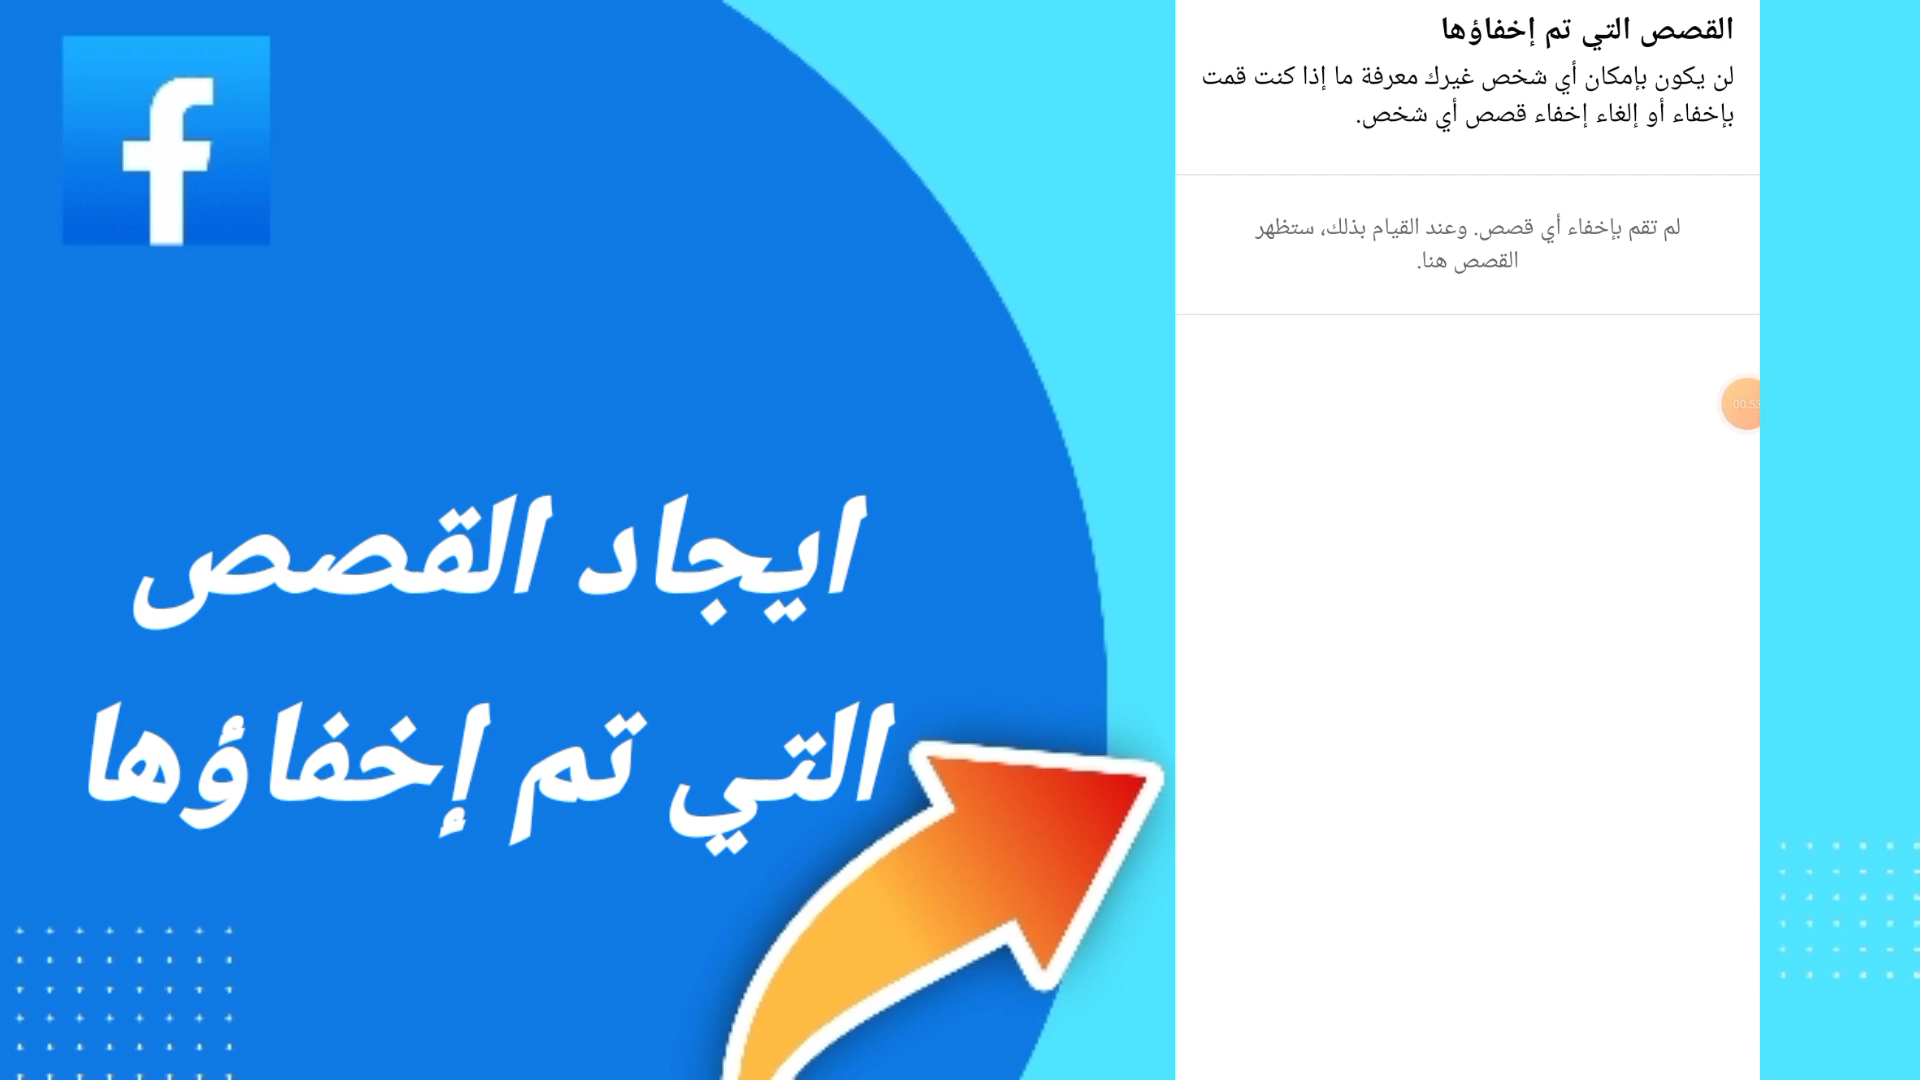 ايجاد القصص
التي تم إخفاؤها
القصص التي تم إخفاؤها
لن يكون بإمكان أي شخص غيرك معرفة ما إذا كنت قمت
بإخفاء أو إلغاء إخفاء قصص أي شخص.
لم تقم بإخفاء أي قصص. وعند القيام بذلك، ستظهر
القصص هنا.
00:53